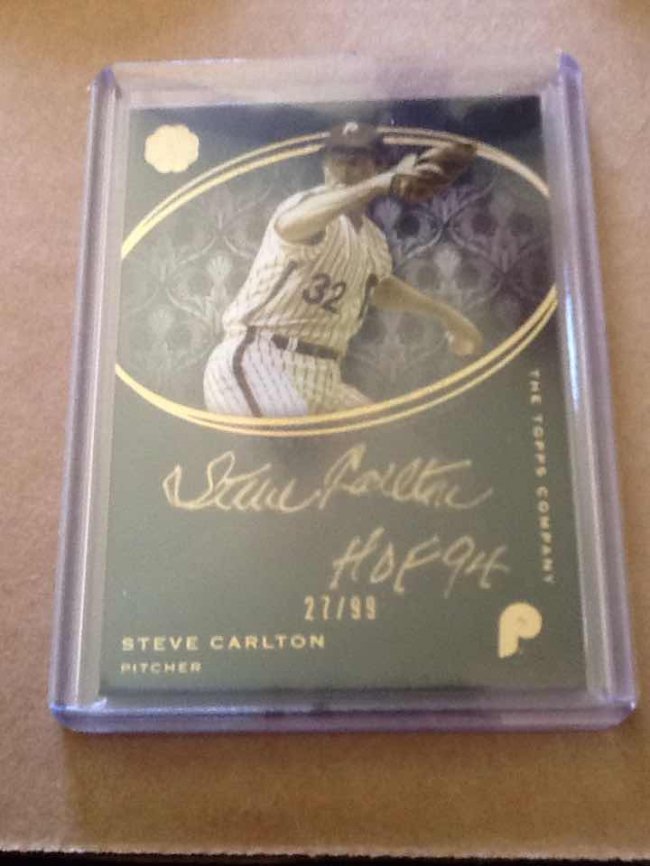 P
32
THE TOPPS COMPANY
Steve Carlton
HOF 94
27/99
P
STEVE CARLTON
PITCHER